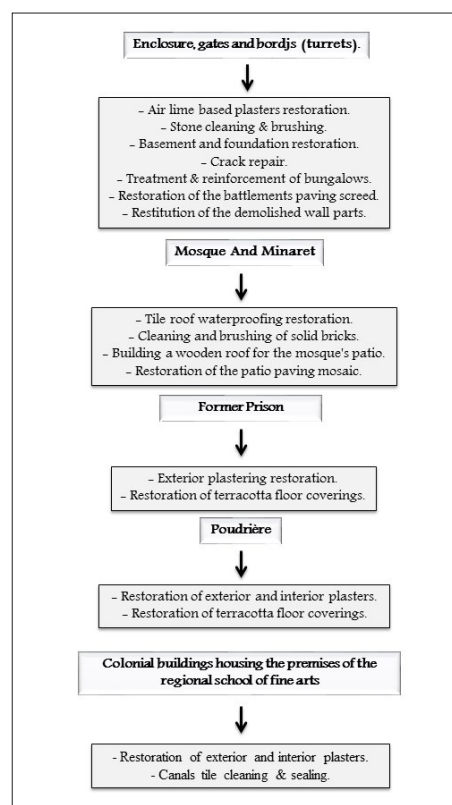 Enclosure, gates and bordjs (turrets).
- Air lime based plasters restoration.
- Stone cleaning & brushing.
- Basement and foundation restoration.
- Crack repair.
- Treatment & reinforcement of bungalows.
- Restoration of the battlements paving screed.
- Restitution of the demolished wall parts.
Mosque And Minaret
- Tile roof waterproofing restoration.
- Cleaning and brushing of solid bricks.
- Building a wooden roof for the mosque's patio.
- Restoration of the patio paving mosaic.
Former Prison
- Exterior plastering restoration.
- Restoration of terracotta floor coverings.
Poudrière
- Restoration of exterior and interior plasters.
- Restoration of terracotta floor coverings.
Colonial buildings housing the premises of the
regional school of fine arts
- Restoration of exterior and interior plasters.
- Canals tile cleaning & sealing.